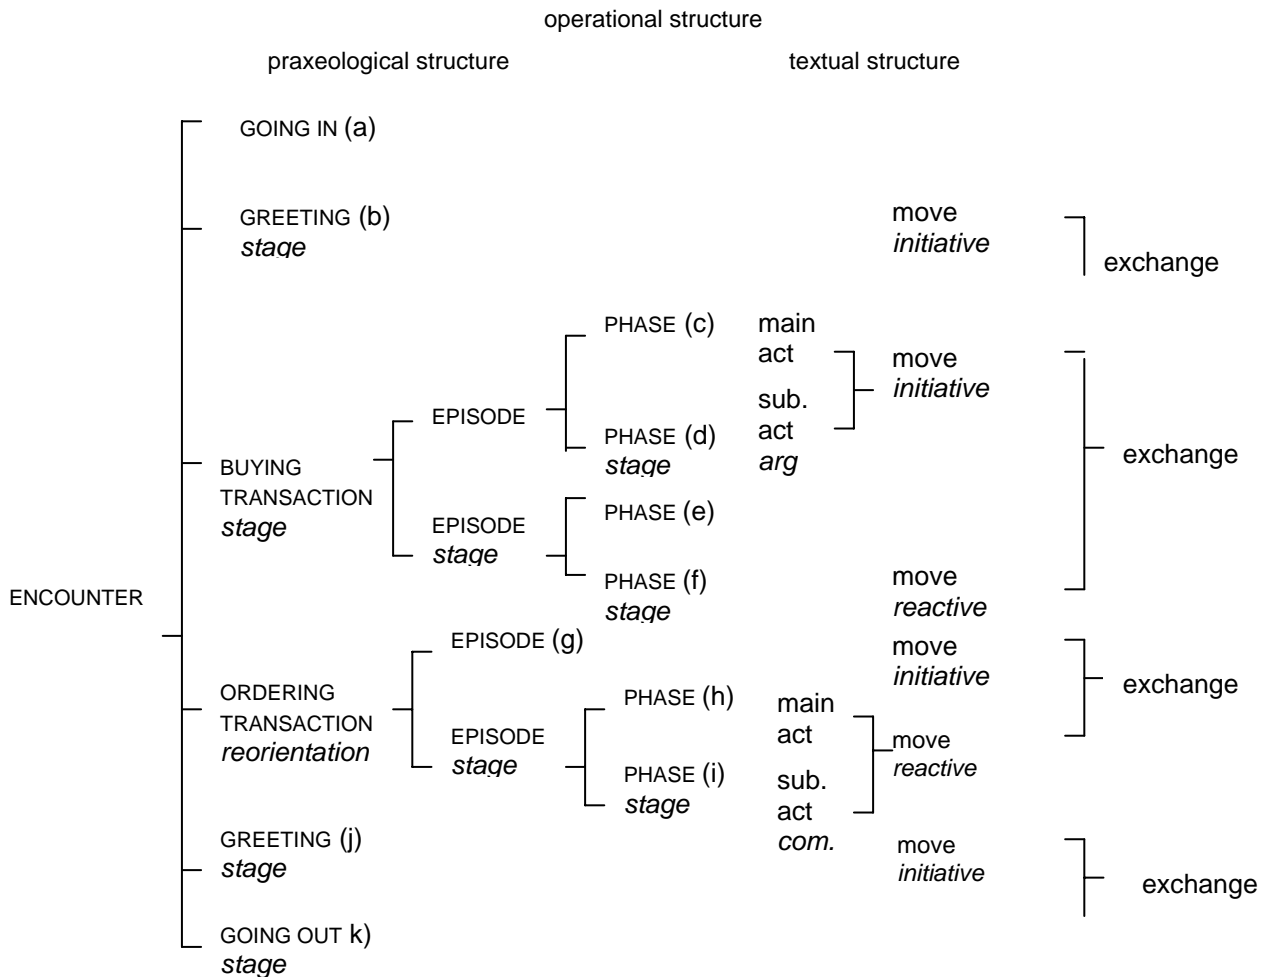 operational structure
praxeological structure
textual structure
GOING IN (a)
GREETING (b)
stage
move
initiative
exchange
PHASE (c)
main
act
move
initiative
sub.
act
arg
EPISODE
PHASE (d)
stage
exchange
BUYING
TRANSACTION
stage
EPISODE
stage
PHASE (e)
PHASE (f)
stage
move
reactive
ENCOUNTER
EPISODE (g)
move
initiative
exchange
ORDERING
TRANSACTION
reorientation
EPISODE
stage
PHASE (h)
main
act
move
reactive
PHASE (i)
stage
sub.
act
com.
GREETING (j)
stage
move
initiative
exchange
GOING OUT k)
stage